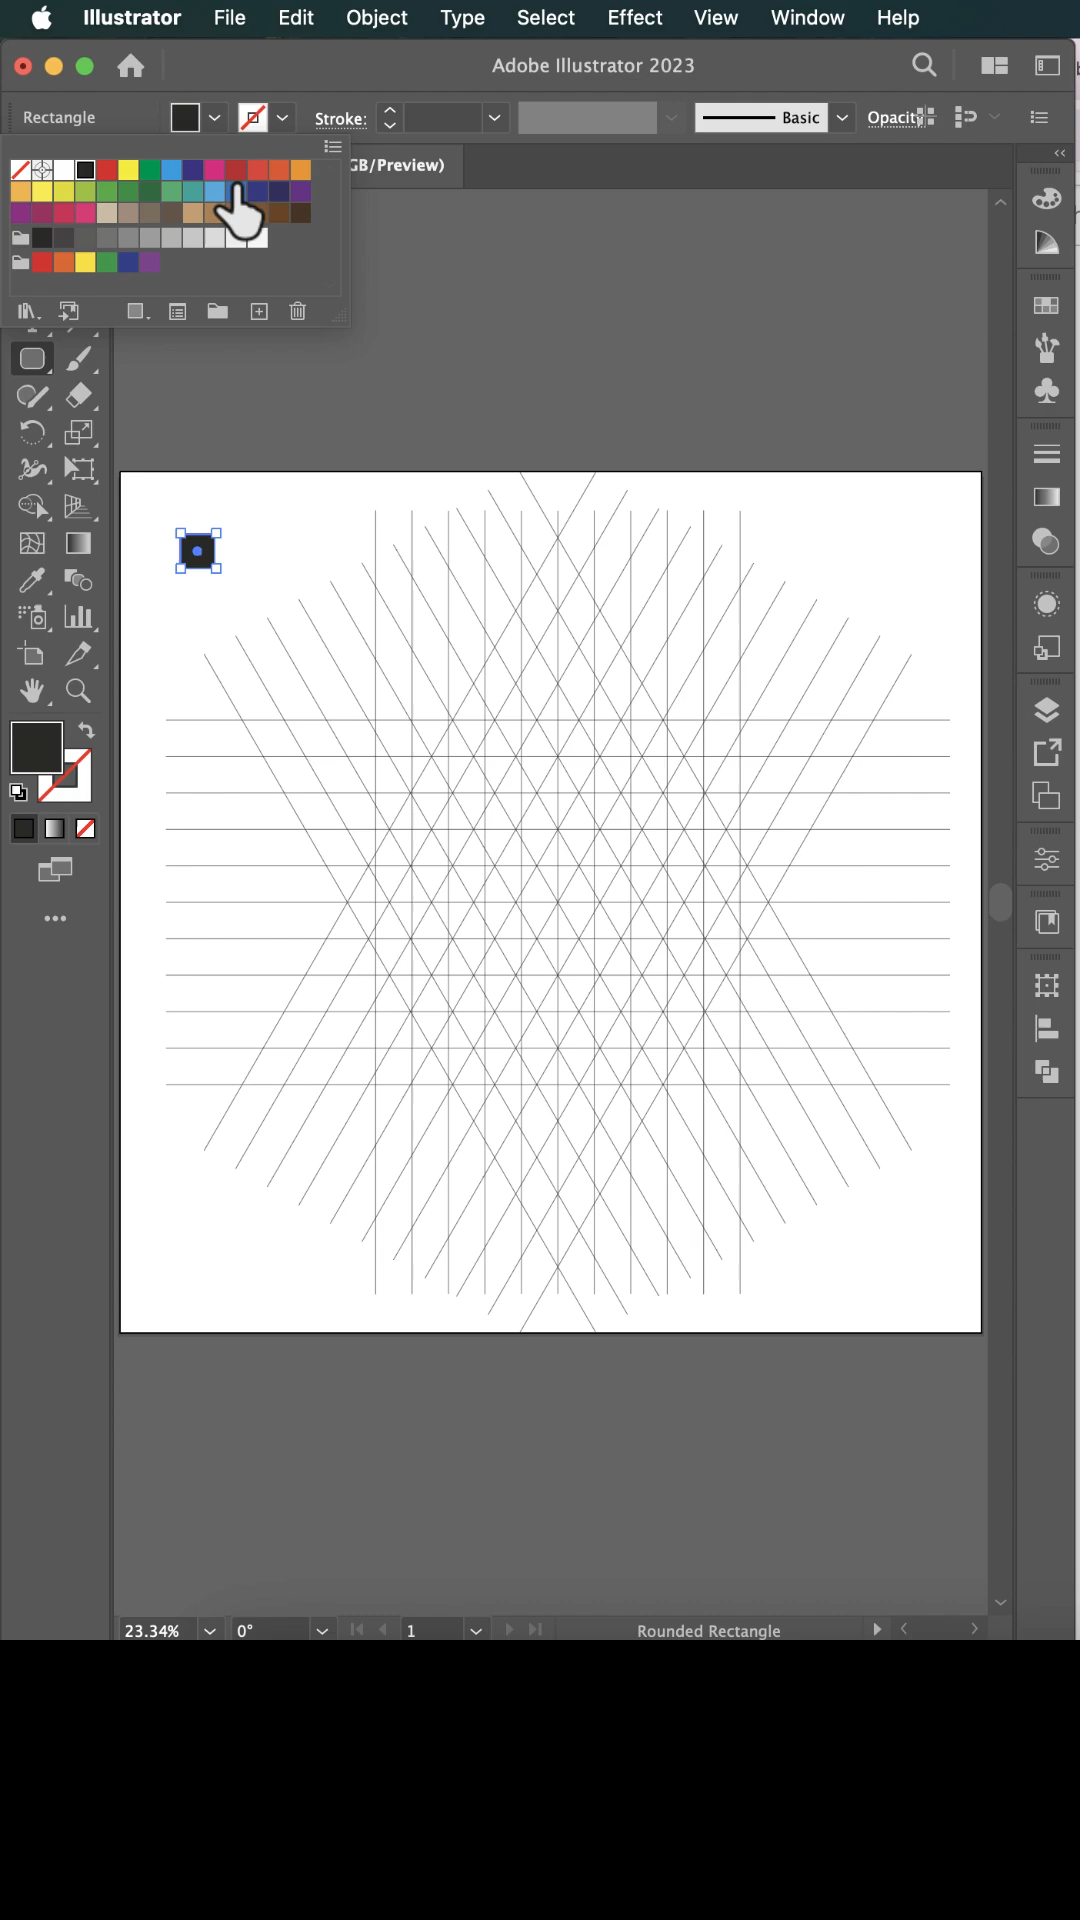 Illustrator File Edit Object Type Select Effect View Window Help
Adobe Illustrator 2023
Rectangle Stroke: Basic Opacity
GB/Preview)
23.34% 0° 1 Rounded Rectangle